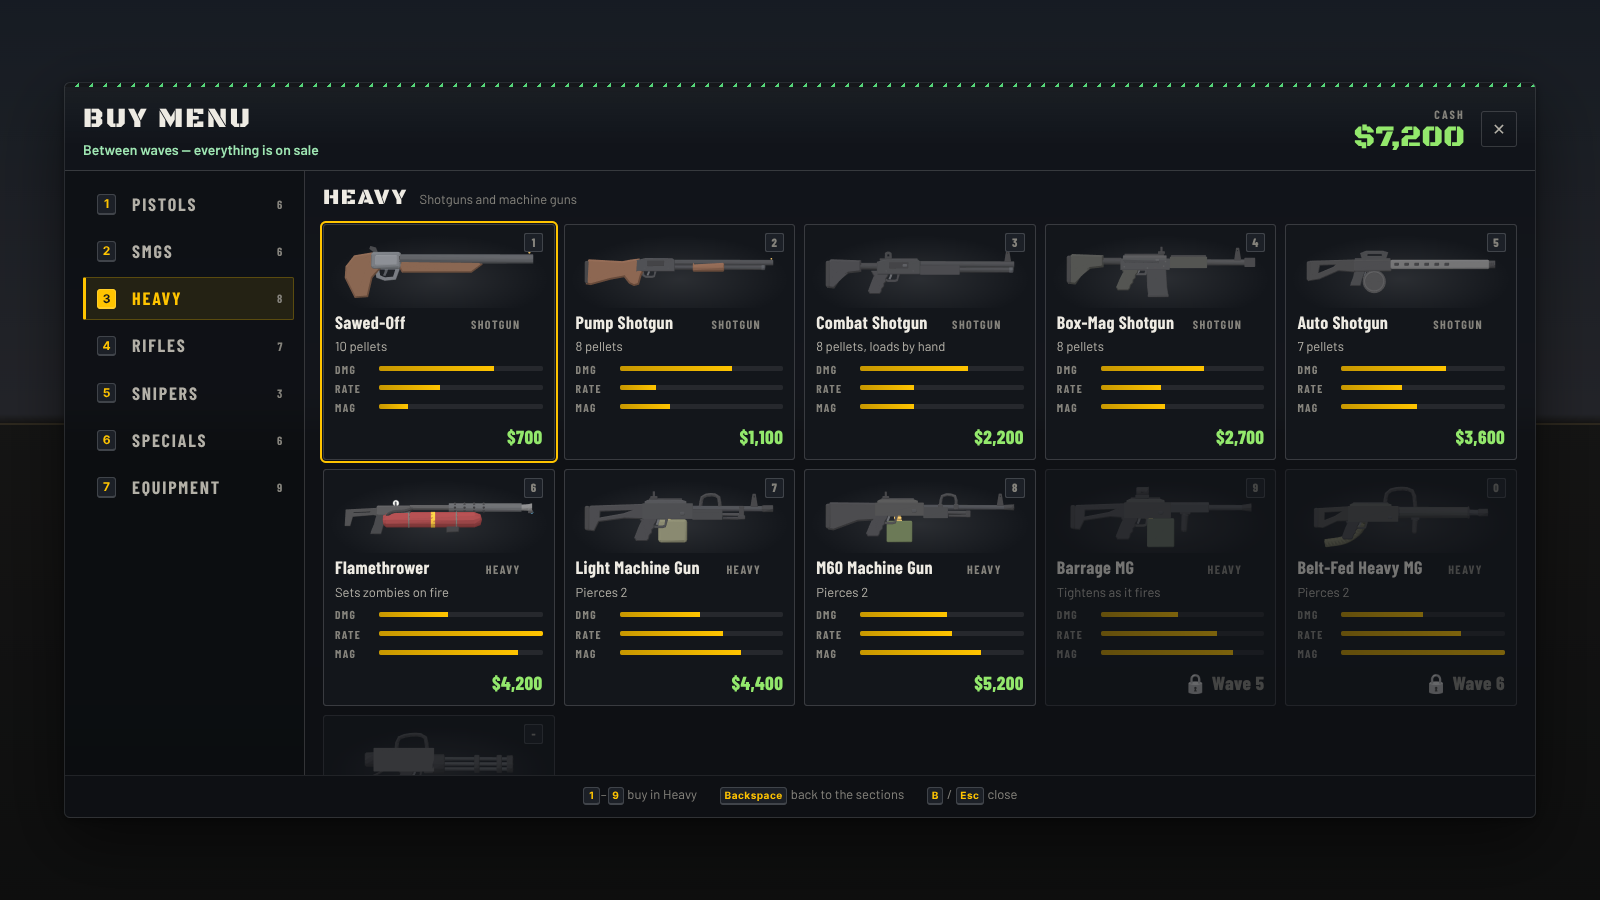 BUY MENU
Between waves — everything is on sale
CASH
$7,200
×
1 PISTOLS 6
2 SMGS 6
3 HEAVY 8
4 RIFLES 7
5 SNIPERS 3
6 SPECIALS 6
7 EQUIPMENT 9
HEAVY Shotguns and machine guns
1
Sawed-Off SHOTGUN
10 pellets
DMG
RATE
MAG
$700
2
Pump Shotgun SHOTGUN
8 pellets
DMG
RATE
MAG
$1,100
3
Combat Shotgun SHOTGUN
8 pellets, loads by hand
DMG
RATE
MAG
$2,200
4
Box-Mag Shotgun SHOTGUN
8 pellets
DMG
RATE
MAG
$2,700
5
Auto Shotgun SHOTGUN
7 pellets
DMG
RATE
MAG
$3,600
6
Flamethrower HEAVY
Sets zombies on fire
DMG
RATE
MAG
$4,200
7
Light Machine Gun HEAVY
Pierces 2
DMG
RATE
MAG
$4,400
8
M60 Machine Gun HEAVY
Pierces 2
DMG
RATE
MAG
$5,200
9
Barrage MG HEAVY
Tightens as it fires
DMG
RATE
MAG
Wave 5
0
Belt-Fed Heavy MG HEAVY
Pierces 2
DMG
RATE
MAG
Wave 6
-
1–9 buy in Heavy Backspace back to the sections B / Esc close